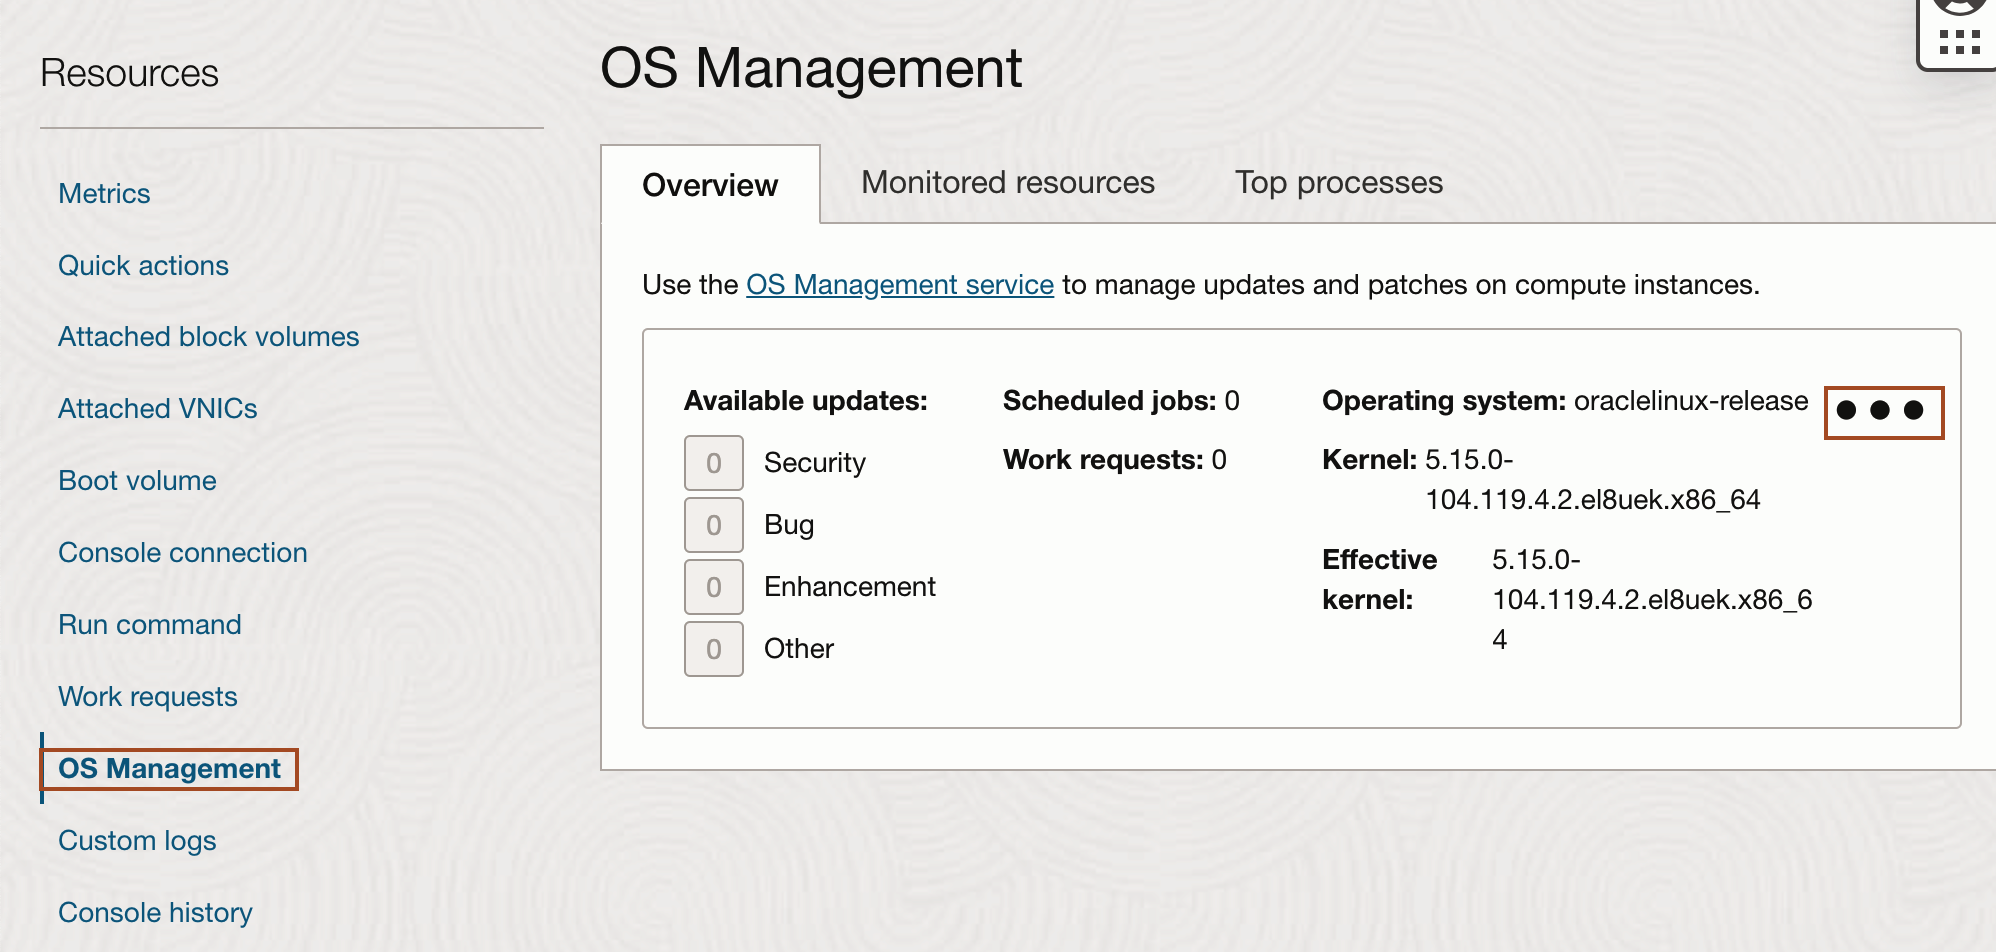 Resources
Metrics
Quick actions
Attached block volumes
Attached VNICs
Boot volume
Console connection
Run command
Work requests
OS Management
Custom logs
Console history
OS Management
Overview
Monitored resources
Top processes
Use the OS Management service to manage updates and patches on compute instances.
Available updates:
0 Security
0 Bug
0 Enhancement
0 Other
Scheduled jobs: 0
Work requests: 0
Operating system: oraclelinux-release
Kernel: 5.15.0-
104.119.4.2.el8uek.x86_64
Effective 5.15.0-
kernel: 104.119.4.2.el8uek.x86_6
4